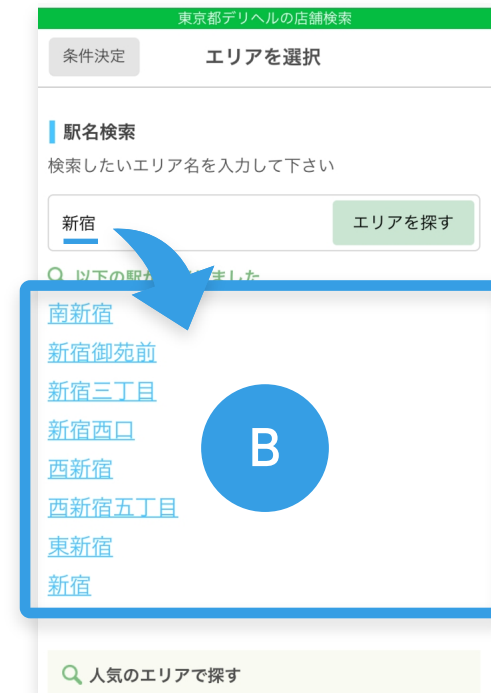 東京都デリヘルの店舗検索
条件決定
エリアを選択
駅名検索
検索したいエリア名を入力して下さい
新宿
エリアを探す
以下の駅が
ました
南新宿
新宿御苑前
新宿三丁目
新宿西口
B
西新宿
西新宿五丁目
東新宿
新宿
人気のエリアで探す